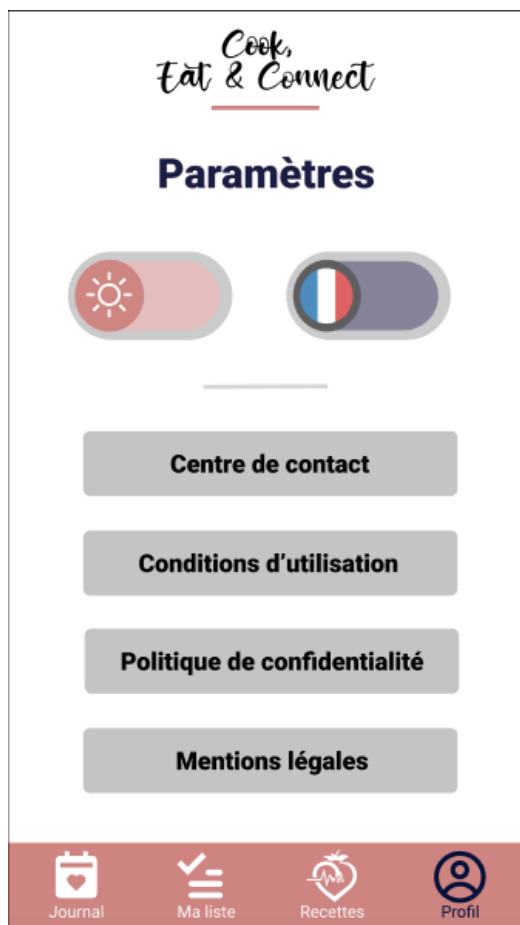 Cook,
Eat & Connect
Paramètres
Centre de contact
Conditions d’utilisation
Politique de confidentialité
Mentions légales
Journal
Ma liste
Recettes
Profil